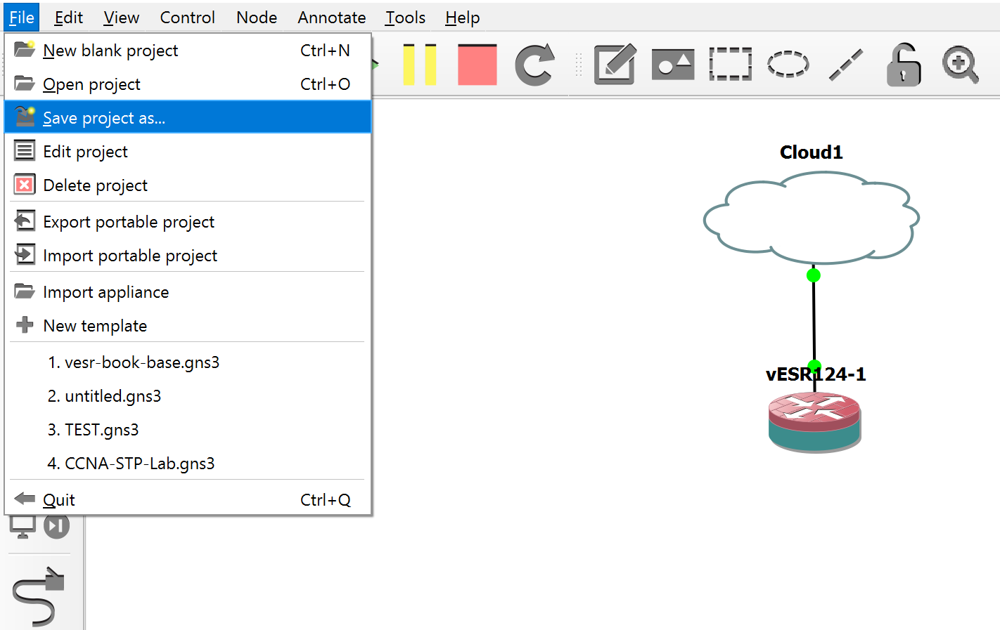 File Edit View Control Node Annotate Tools Help
New blank project Ctrl+N
Open project Ctrl+O
Save project as...
Edit project
Delete project
Export portable project
Import portable project
Import appliance
New template
1. vesr-book-base.gns3
2. untitled.gns3
3. TEST.gns3
4. CCNA-STP-Lab.gns3
Quit Ctrl+Q
Cloud1
vESR124-1